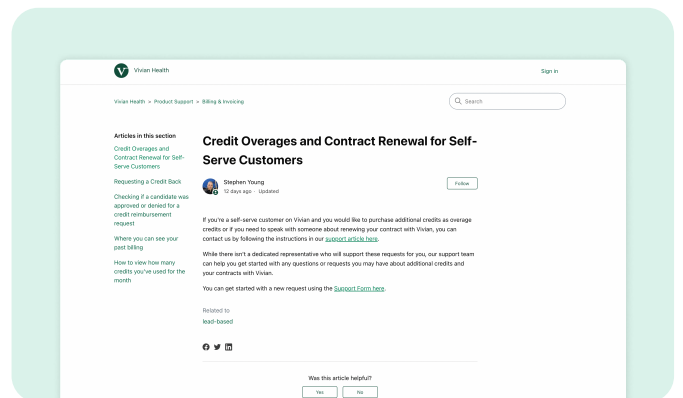 V Vivian Health
Sign in
Vivian Health > Product Support > Billing & Invoicing
Search
Articles in this section
Credit Overages and
Contract Renewal for Self-
Serve Customers
Requesting a Credit Back
Checking if a candidate was
approved or denied for a
credit reimbursement
request
Where you can see your
past billing
How to view how many
credits you've used for the
month
Credit Overages and Contract Renewal for Self-
Serve Customers
Stephen Young
12 days ago · Updated
Follow
If you're a self-serve customer on Vivian and you would like to purchase additional credits as overage
credits or if you need to speak with someone about renewing your contract with Vivian, you can
contact us by following the instructions in our support article here.
While there isn't a dedicated representative who will support these requests for you, our support team
can help you get started with any questions or requests you may have about additional credits and
your contracts with Vivian.
You can get started with a new request using the Support Form here.
Related to
lead-based
Was this article helpful?
Yes
No